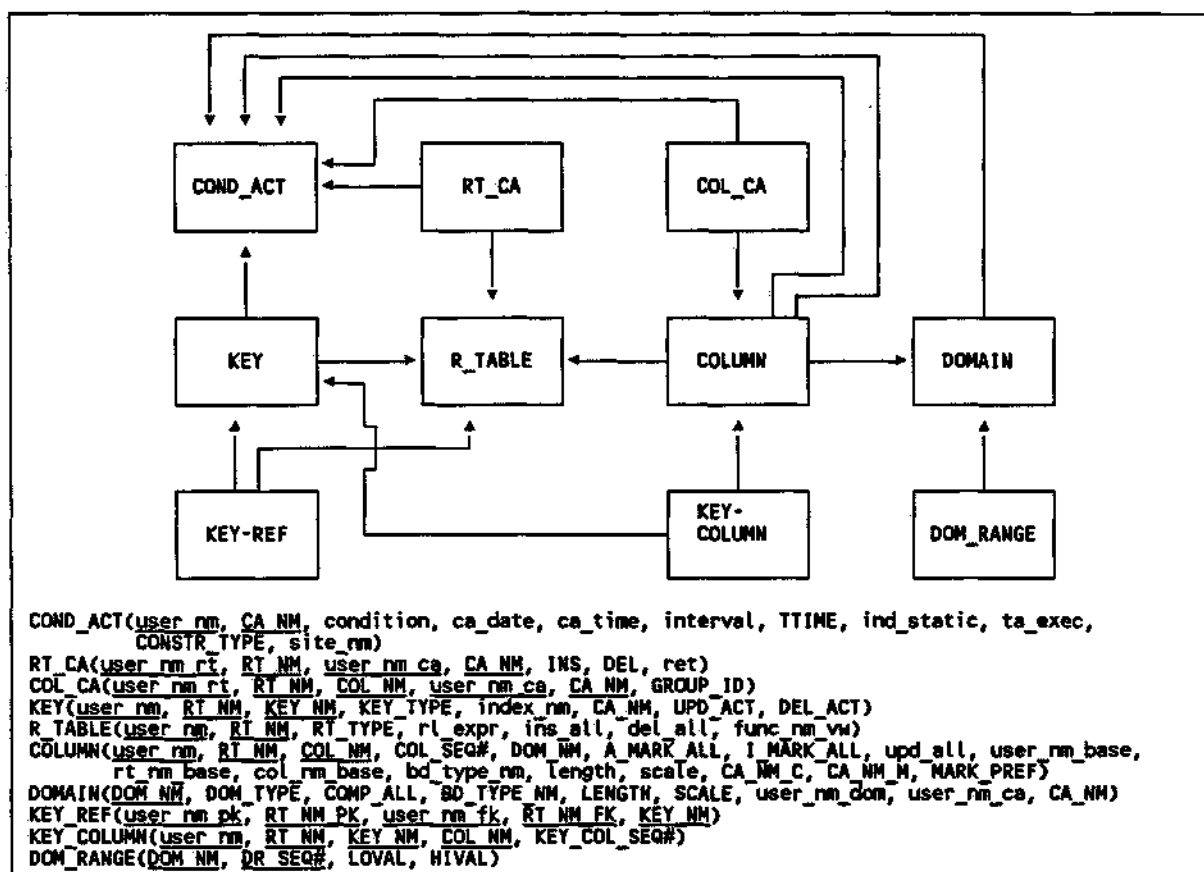 COND_ACT
RT_CA
COL_CA
KEY
R_TABLE
COLUMN
DOMAIN
KEY-REF
KEY-
COLUMN
DOM_RANGE
COND_ACT(user_nm, CA_NM, condition, ca_date, ca_time, interval, TTIME, ind_static, ta_exec,
CONSTR_TYPE, site_nm)
RT_CA(user_nm_rt, RT_NM, user_nm_ca, CA_NM, INS, DEL, ret)
COL_CA(user_nm_rt, RT_NM, COL_NM, user_nm_ca, CA_NM, GROUP_ID)
KEY(user_nm, RT_NM, KEY_NM, KEY_TYPE, index_nm, CA_NM, UPD_ACT, DEL_ACT)
R_TABLE(user_nm, RT_NM, RT_TYPE, rl_expr, ins_all, del_all, func_nm_vw)
COLUMN(user_nm, RT_NM, COL_NM, COL_SEQ#, DOM_NM, A_MARK_ALL, I_MARK_ALL, upd_all, user_nm_base,
rt_nm_base, col_nm_base, bd_type_nm, length, scale, CA_NM_C, CA_NM_M, MARK_PREF)
DOMAIN(DOM_NM, DOM_TYPE, COMP_ALL, BD_TYPE_NM, LENGTH, SCALE, user_nm_dom, user_nm_ca, CA_NM)
KEY_REF(user_nm_pk, RT_NM_PK, user_nm_fk, RT_NM_FK, KEY_NM)
KEY_COLUMN(user_nm, RT_NM, KEY_NM, COL_NM, KEY_COL_SEQ#)
DOM_RANGE(DOM_NM, DR_SEQ#, LOVAL, HIVAL)